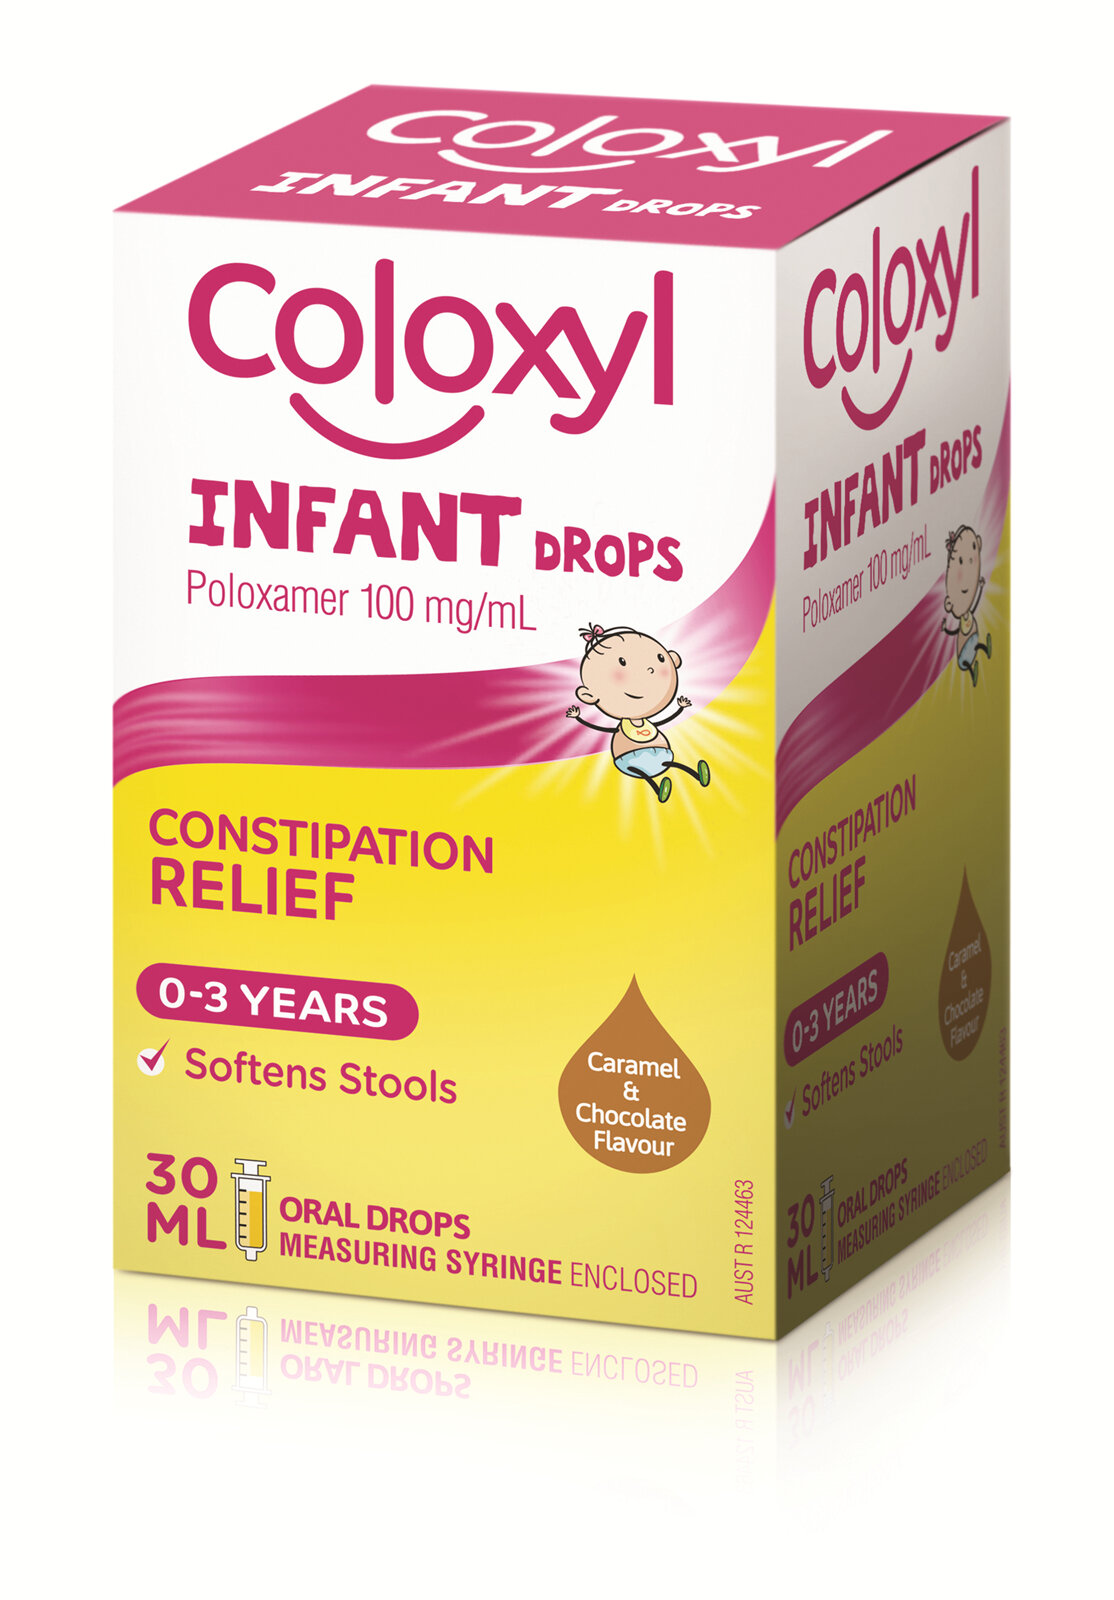 Coloxyl
INFANT DROPS
Coloxyl
INFANT DROPS
Poloxamer 100 mg/mL
CONSTIPATION
RELIEF
0-3 YEARS
Softens Stools
Caramel
&
Chocolate
Flavour
30
ML
ORAL DROPS
MEASURING SYRINGE ENCLOSED
AUST R 124463
Coloxyl
INFANT DROPS
Poloxamer 100 mg/mL
CONSTIPATION
RELIEF
0-3 YEARS
Softens Stools
Caramel
&
Chocolate
Flavour
30
ML
ORAL DROPS
MEASURING SYRINGE ENCLOSED
AUST R 124463